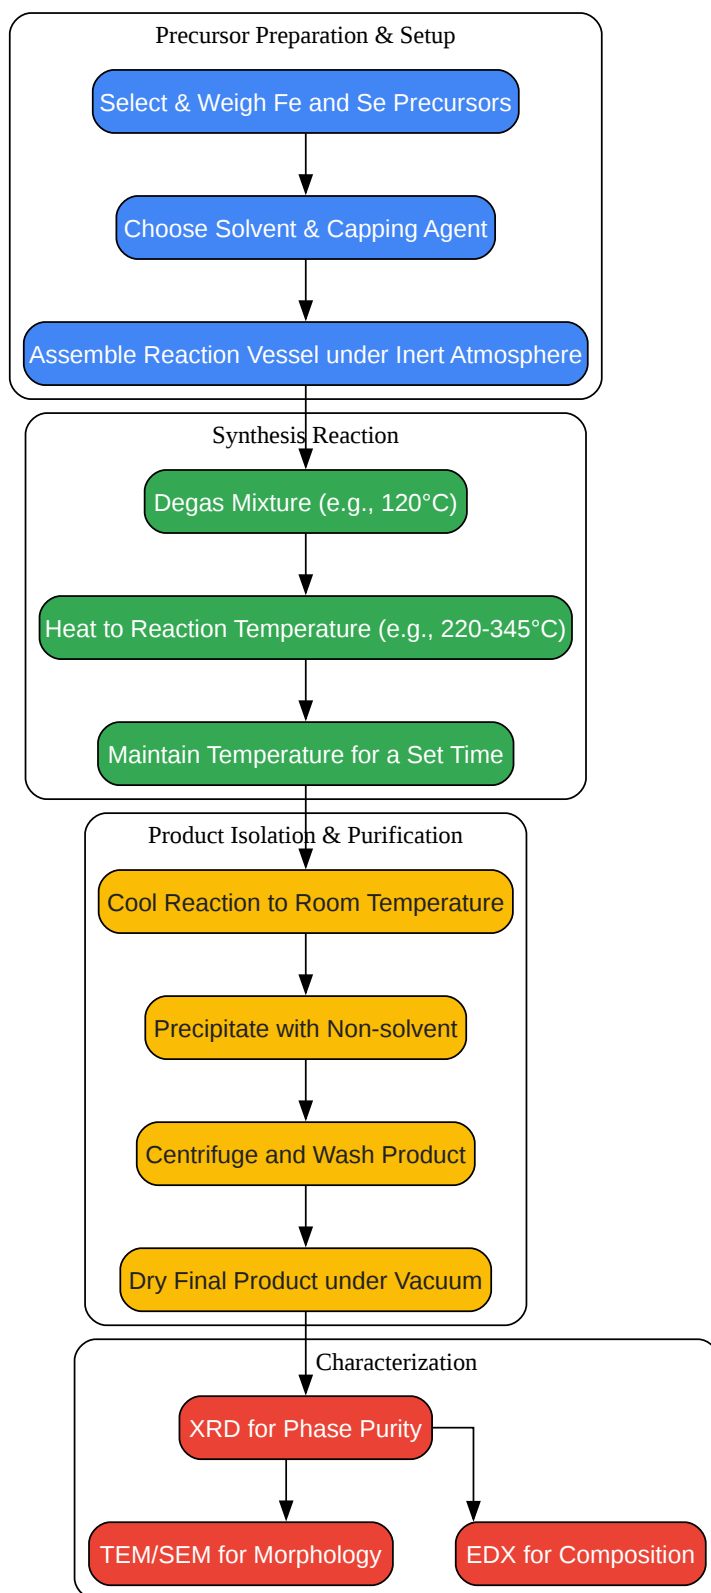 Precursor Preparation & Setup
Select & Weigh Fe and Se Precursors
Choose Solvent & Capping Agent
Assemble Reaction Vessel under Inert Atmosphere
Synthesis Reaction
Degas Mixture (e.g., 120°C)
Heat to Reaction Temperature (e.g., 220-345°C)
Maintain Temperature for a Set Time
Product Isolation & Purification
Cool Reaction to Room Temperature
Precipitate with Non-solvent
Centrifuge and Wash Product
Dry Final Product under Vacuum
Characterization
XRD for Phase Purity
TEM/SEM for Morphology
EDX for Composition